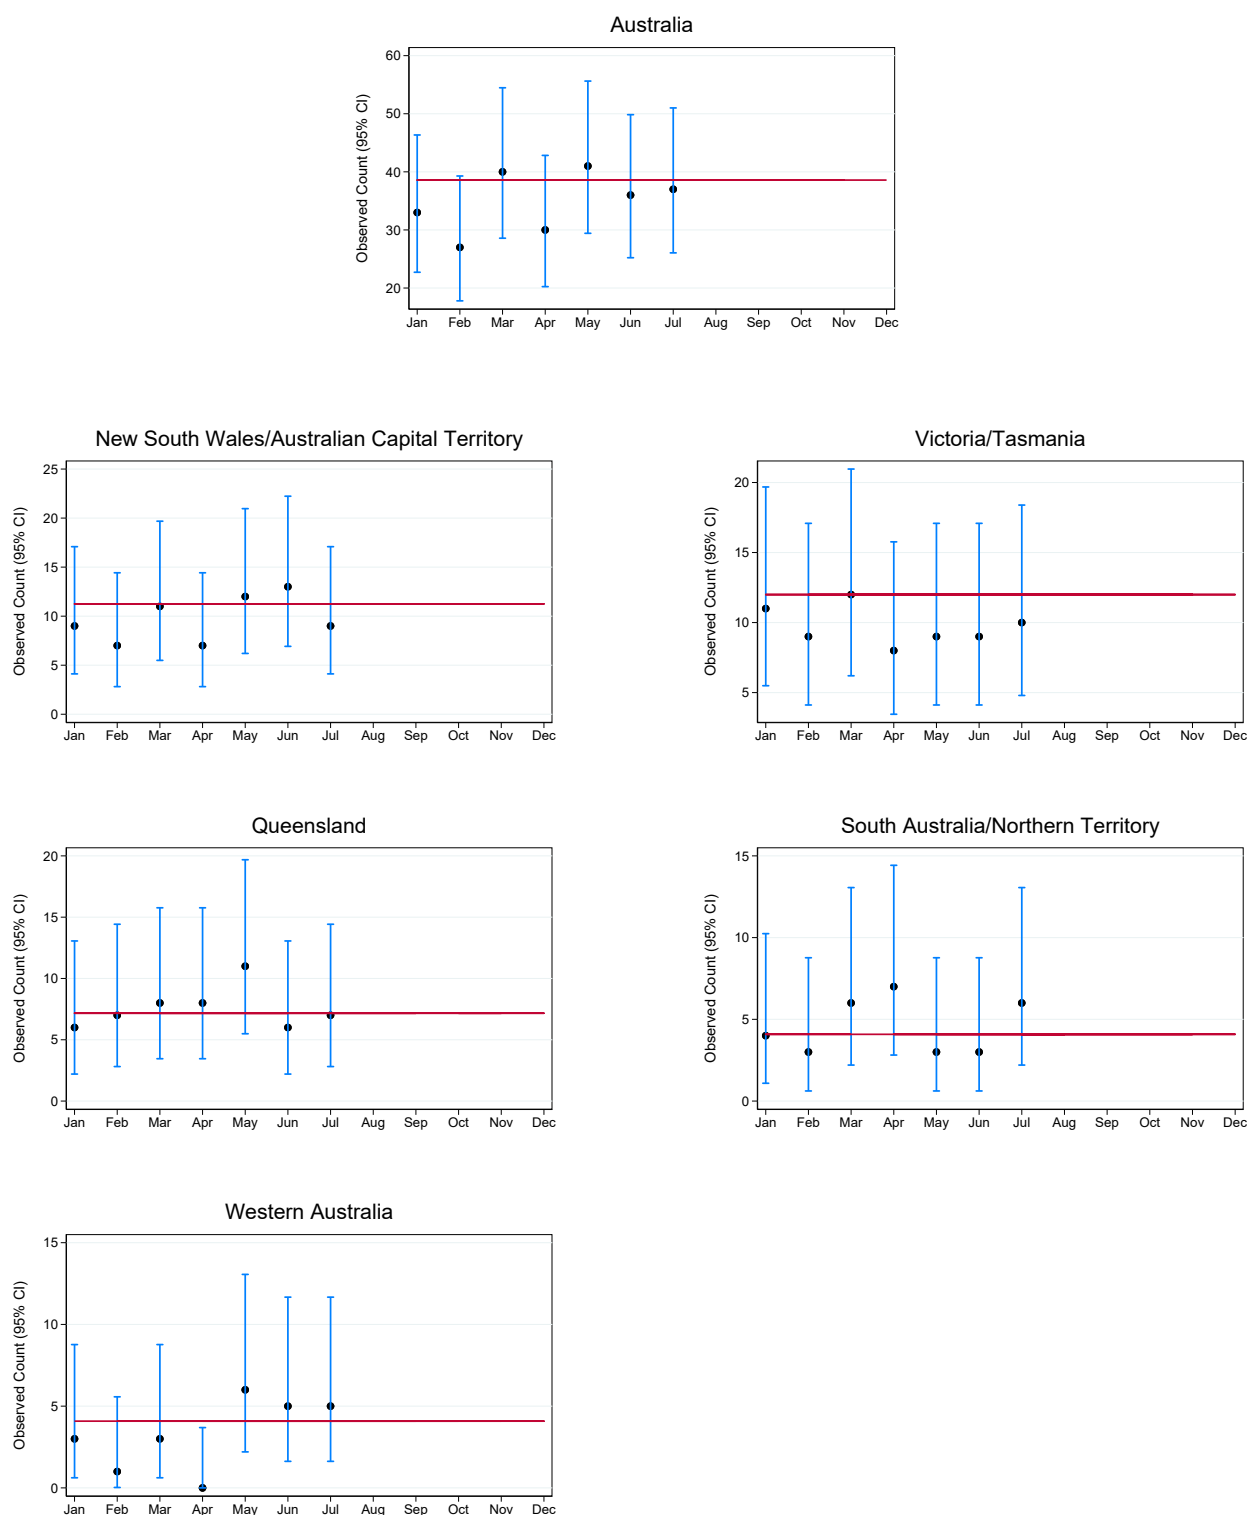 Australia
Observed Count (95% CI)
60
50
40
30
20
Jan Feb Mar Apr May Jun Jul Aug Sep Oct Nov Dec
New South Wales/Australian Capital Territory
Observed Count (95% CI)
25
20
15
10
5
0
Jan Feb Mar Apr May Jun Jul Aug Sep Oct Nov Dec
Victoria/Tasmania
Observed Count (95% CI)
20
15
10
5
Jan Feb Mar Apr May Jun Jul Aug Sep Oct Nov Dec
Queensland
Observed Count (95% CI)
20
15
10
5
0
Jan Feb Mar Apr May Jun Jul Aug Sep Oct Nov Dec
South Australia/Northern Territory
Observed Count (95% CI)
15
10
5
0
Jan Feb Mar Apr May Jun Jul Aug Sep Oct Nov Dec
Western Australia
Observed Count (95% CI)
15
10
5
0
Jan Feb Mar Apr May Jun Jul Aug Sep Oct Nov Dec